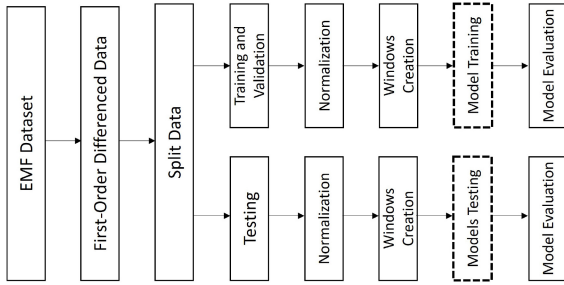 EMF Dataset
First-Order Differenced Data
Split Data
Training and
Validation
Normalization
Windows
Creation
Model Training
Model Evaluation
Testing
Normalization
Windows
Creation
Models Testing
Model Evaluation